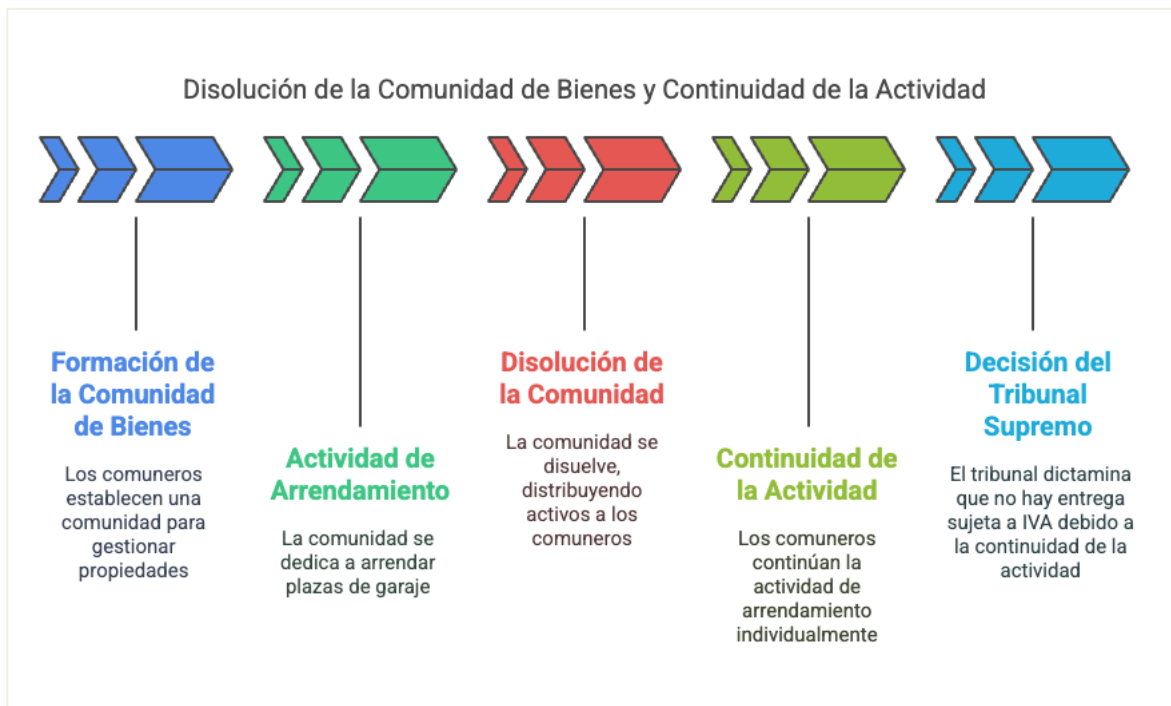 Disolución de la Comunidad de Bienes y Continuidad de la Actividad
Formación de
la Comunidad
de Bienes
Los comuneros
establecen una
comunidad para
gestionar
propiedades
Actividad de
Arrendamiento
La comunidad se
dedica a arrendar
plazas de garaje
Disolución de
la Comunidad
La comunidad se
disuelve,
distribuyendo
activos a los
comuneros
Continuidad de
la Actividad
Los comuneros
continúan la
actividad de
arrendamiento
individualmente
Decisión del
Tribunal
Supremo
El tribunal dictamina
que no hay entrega
sujeta a IVA debido a
la continuidad de la
actividad